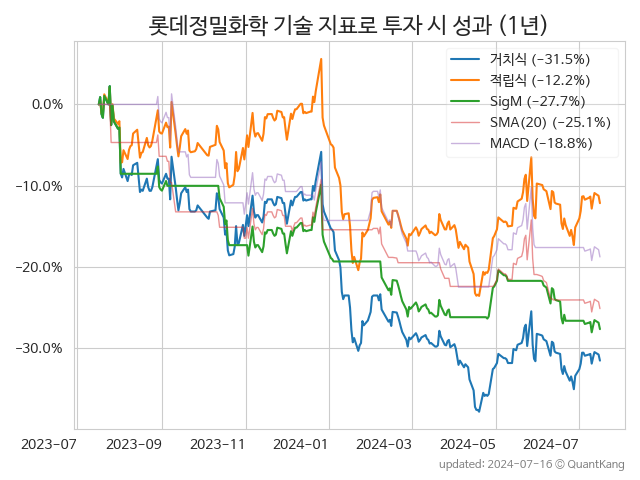 롯데정밀화학 기술 지표로 투자 시 성과 (1년)
거치식 (−31.5%)
적립식 (−12.2%)
SigM (−27.7%)
SMA(20) (−25.1%)
MACD (−18.8%)
0.0%
−10.0%
−20.0%
−30.0%
2023-07 2023-09 2023-11 2024-01 2024-03 2024-05 2024-07
updated: 2024-07-16 © QuantKang